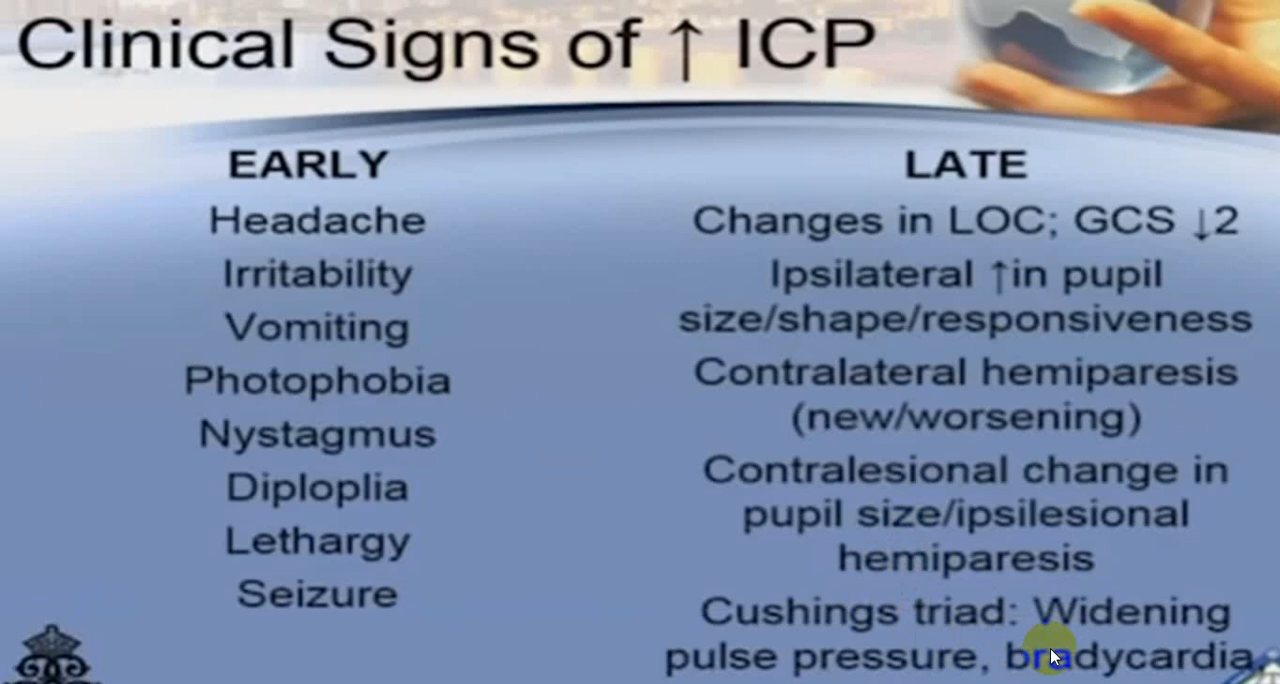 Clinical Signs of ↑ ICP
EARLY
Headache
Irritability
Vomiting
Photophobia
Nystagmus
Diploplia
Lethargy
Seizure
LATE
Changes in LOC; GCS ↓2
Ipsilateral ↑in pupil
size/shape/responsiveness
Contralateral hemiparesis
(new/worsening)
Contralesional change in
pupil size/ipsilesional
hemiparesis
Cushings triad: Widening
pulse pressure, bradycardia,